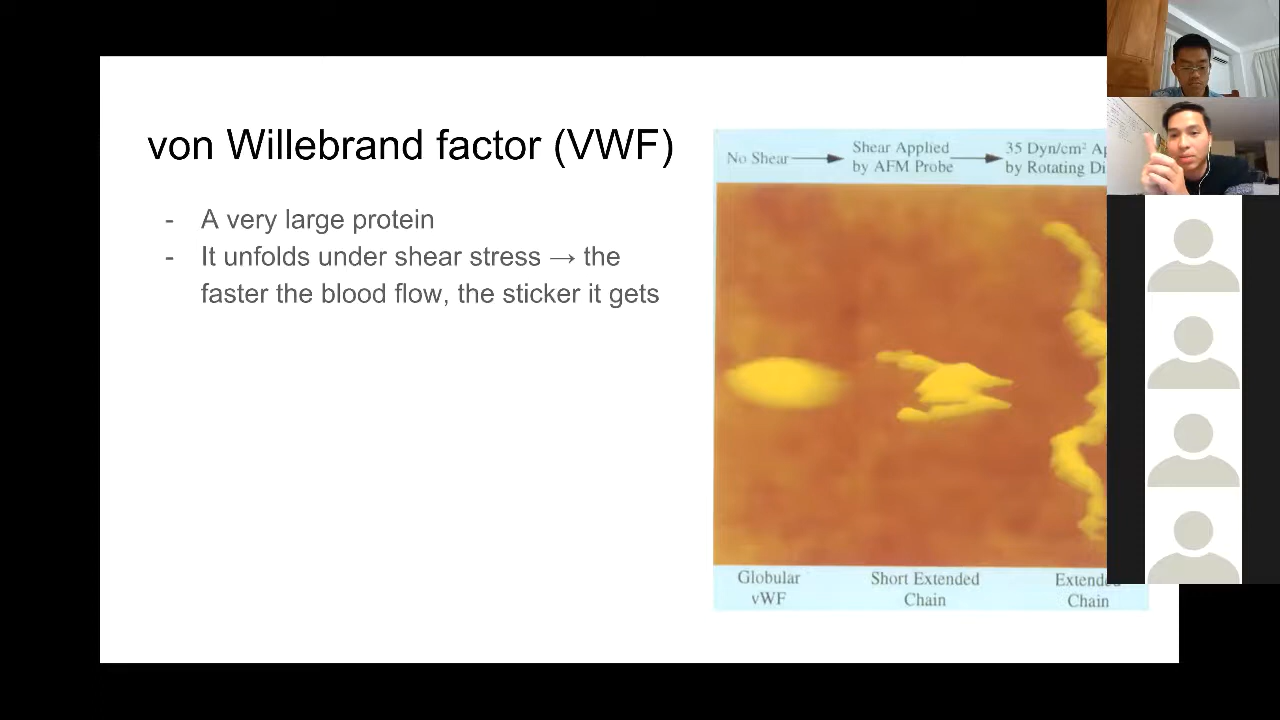 von Willebrand factor (VWF)
- A very large protein
- It unfolds under shear stress → the
faster the blood flow, the sticker it gets
No Shear
Shear Applied
by AFM Probe
35 Dyn/cm²
by Rotating
Globular
vWF
Short Extended
Chain
Extended
Chain